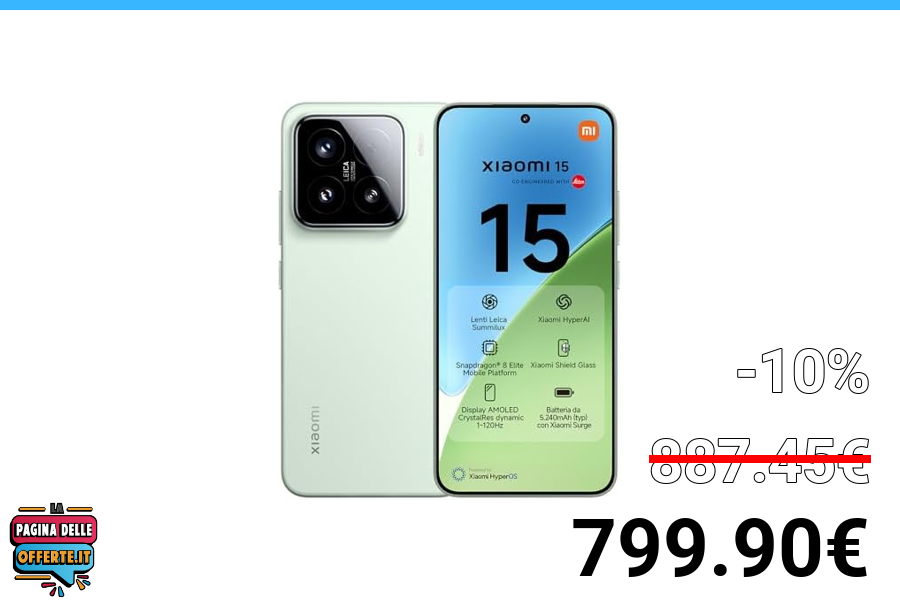 LEICA
xiaomi
mi
xiaomi 15
CO-ENGINEERED WITH Leica
15
Lenti Leica
Summilux
Xiaomi HyperAI
Snapdragon® 8 Elite
Mobile Platform
Xiaomi Shield Glass
Display AMOLED
CrystalRes dynamic
1-120Hz
Batteria da
5.240mAh (typ)
con Xiaomi Surge
Powered by
Xiaomi HyperOS
-10%
887.45€
799.90€
LA
PAGINA DELLE
OFFERTE.IT